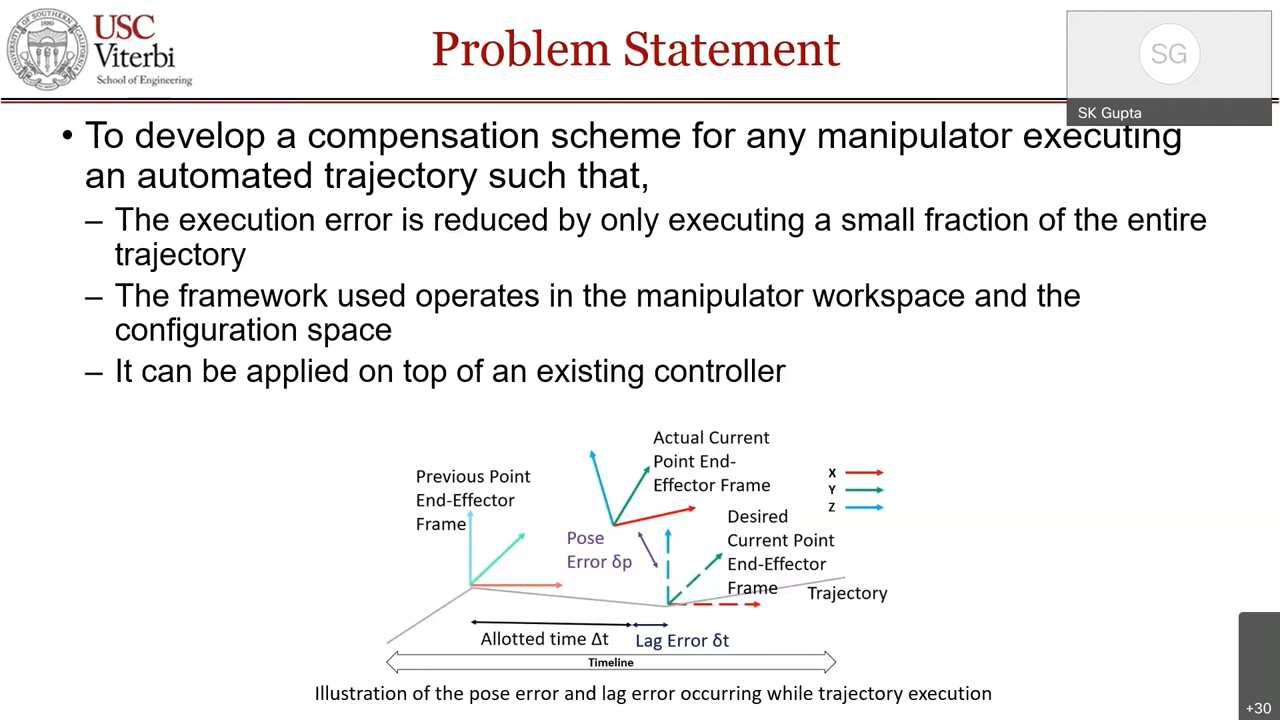 USC
Viterbi
School of Engineering
UNIVERSITY OF SOUTHERN CALIFORNIA
1880
Problem Statement
SG
SK Gupta
• To develop a compensation scheme for any manipulator executing
an automated trajectory such that,
– The execution error is reduced by only executing a small fraction of the entire
trajectory
– The framework used operates in the manipulator workspace and the
configuration space
– It can be applied on top of an existing controller
Previous Point
End-Effector
Frame
Actual Current
Point End-
Effector Frame
X
Y
Z
Pose
Error δp
Desired
Current Point
End-Effector
Frame
Trajectory
Allotted time Δt
Lag Error δt
Timeline
Illustration of the pose error and lag error occurring while trajectory execution
+30